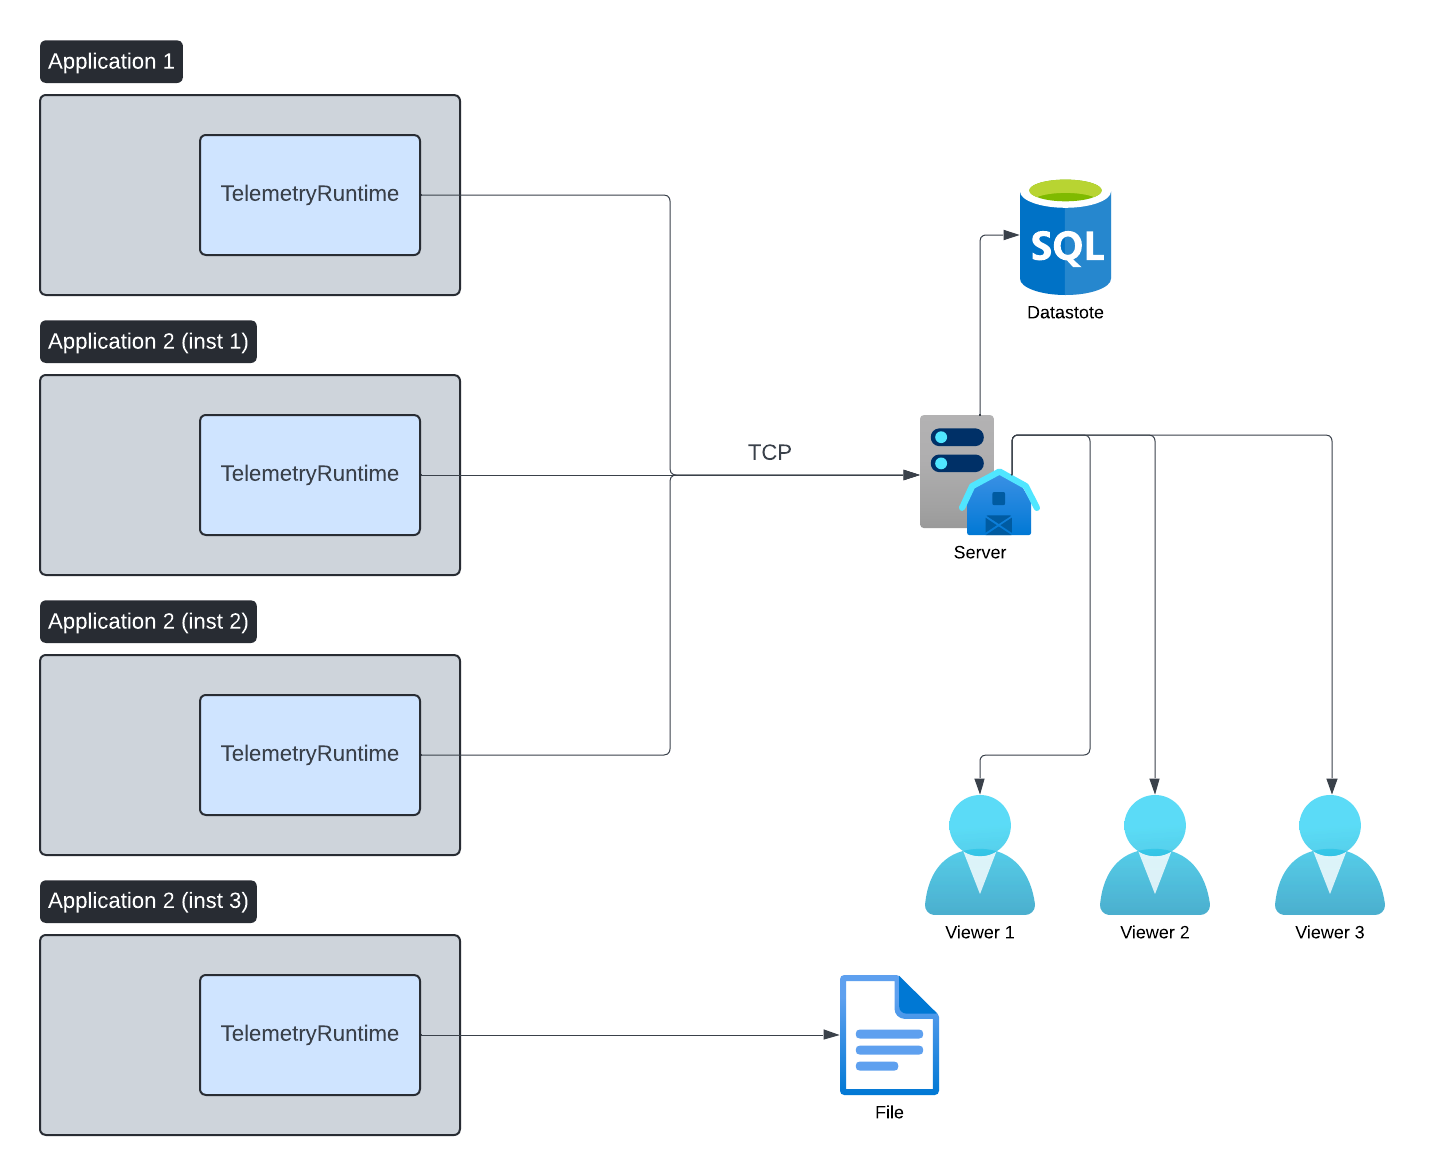 Application 1
TelemetryRuntime
Application 2 (inst 1)
TelemetryRuntime
Application 2 (inst 2)
TelemetryRuntime
Application 2 (inst 3)
TelemetryRuntime
TCP
SQL
Datastote
Server
Viewer 1
Viewer 2
Viewer 3
File